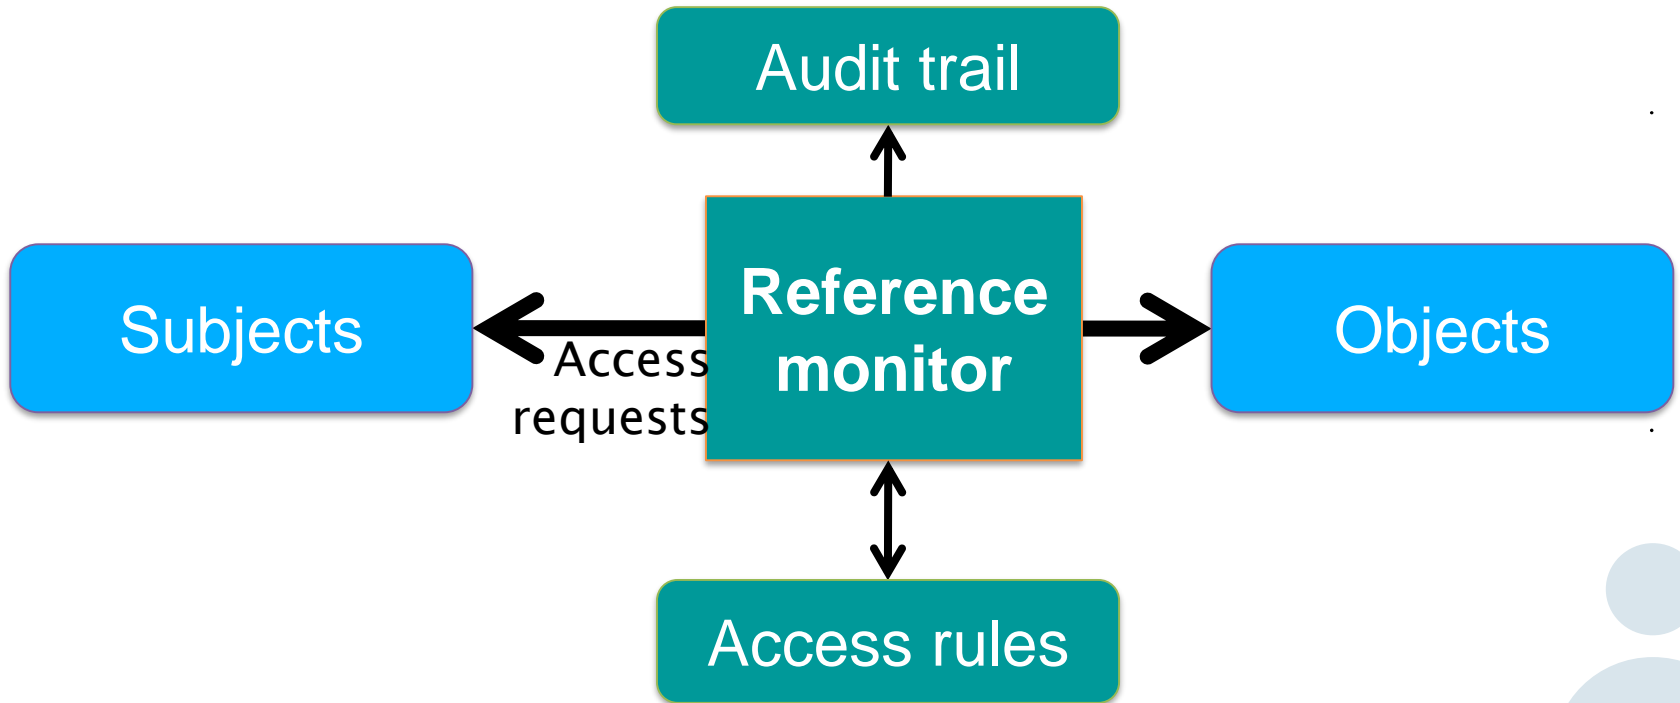 Audit trail
Subjects
Access
requests
Reference
monitor
Objects
Access rules